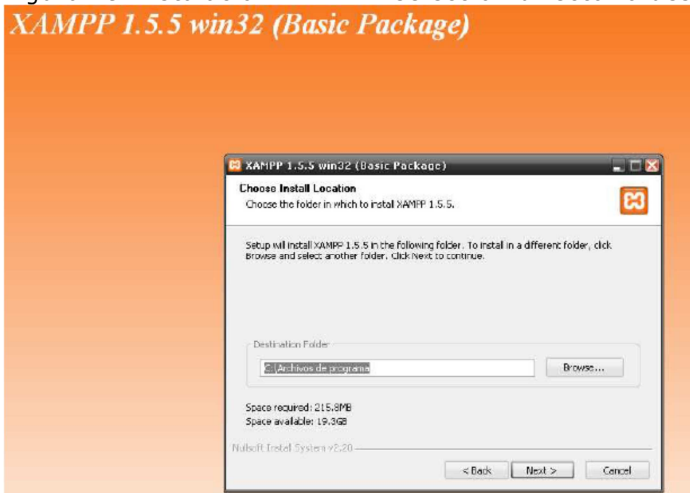 XAMPP 1.5.5 win32 (Basic Package)
XAMPP 1.5.5 win32 (Basic Package)
Choose Install Location
Choose the folder in which to install XAMPP 1.5.5.
Setup will install XAMPP 1.5.5 in the following folder. To install in a different folder, click
Browse and select another folder. Click Next to continue.
Destination Folder
C:\Archivos de programa
Browse...
Space required: 215.8MB
Space available: 19.3GB
Nullsoft Install System v2.20
< Back
Next >
Cancel